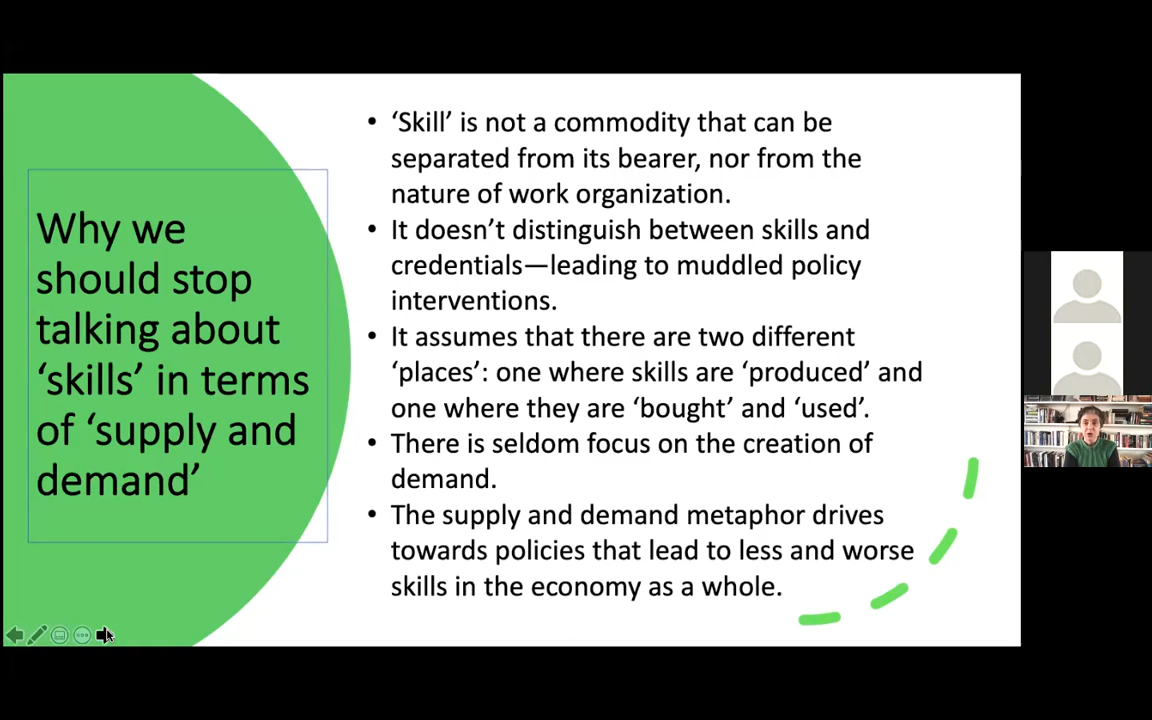 Why we
should stop
talking about
‘skills’ in terms
of ‘supply and
demand’
• ‘Skill’ is not a commodity that can be
separated from its bearer, nor from the
nature of work organization.
• It doesn’t distinguish between skills and
credentials—leading to muddled policy
interventions.
• It assumes that there are two different
‘places’: one where skills are ‘produced’ and
one where they are ‘bought’ and ‘used’.
• There is seldom focus on the creation of
demand.
• The supply and demand metaphor drives
towards policies that lead to less and worse
skills in the economy as a whole.